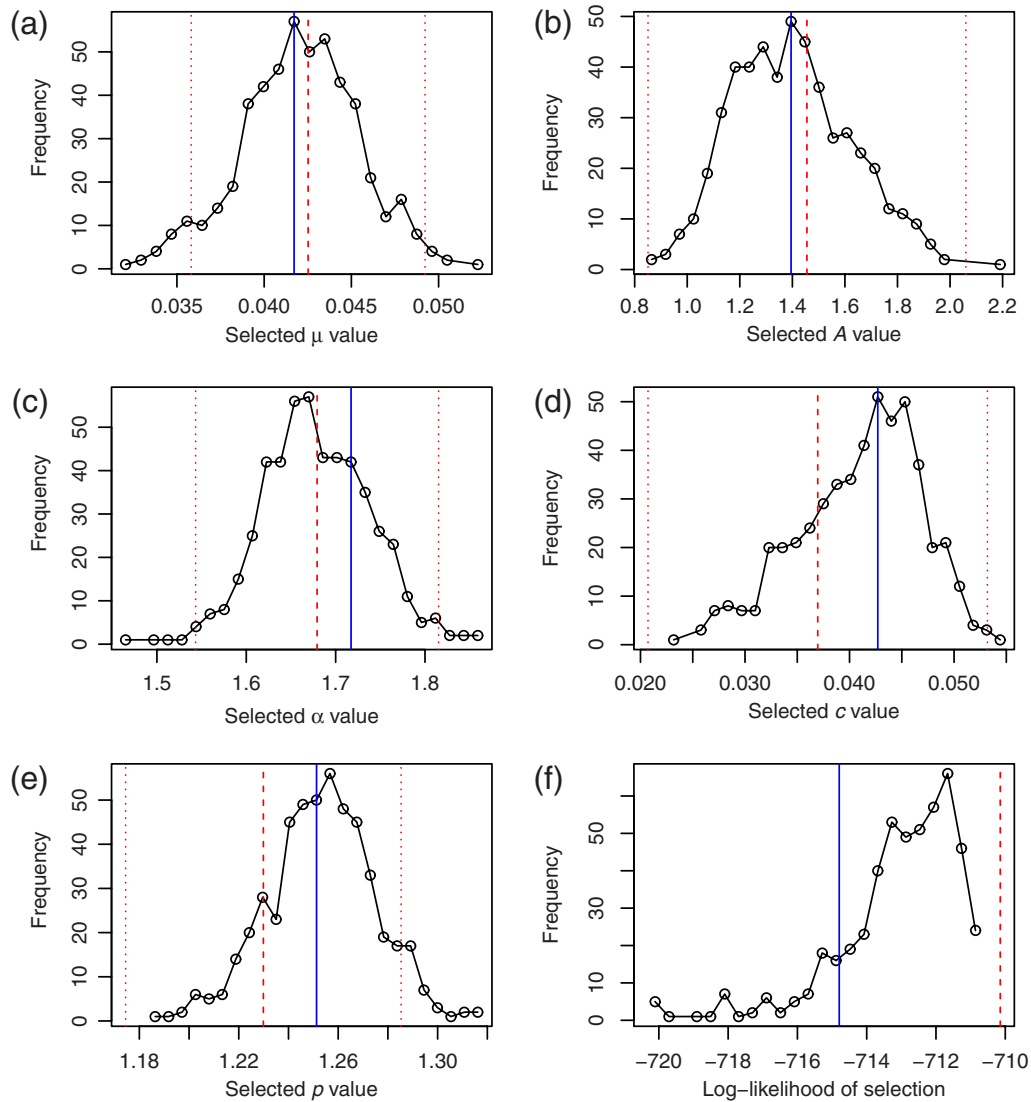 (a)
Frequency
0 10 20 30 40 50
0.035 0.040 0.045 0.050
Selected μ value
(b)
Frequency
0 10 20 30 40 50
0.8 1.0 1.2 1.4 1.6 1.8 2.0 2.2
Selected A value
(c)
Frequency
0 10 20 30 40 50
1.5 1.6 1.7 1.8
Selected α value
(d)
Frequency
0 10 20 30 40 50
0.020 0.030 0.040 0.050
Selected c value
(e)
Frequency
0 10 20 30 40 50
1.18 1.22 1.26 1.30
Selected p value
(f)
Frequency
0 10 30 50
−720 −718 −716 −714 −712 −710
Log−likelihood of selection